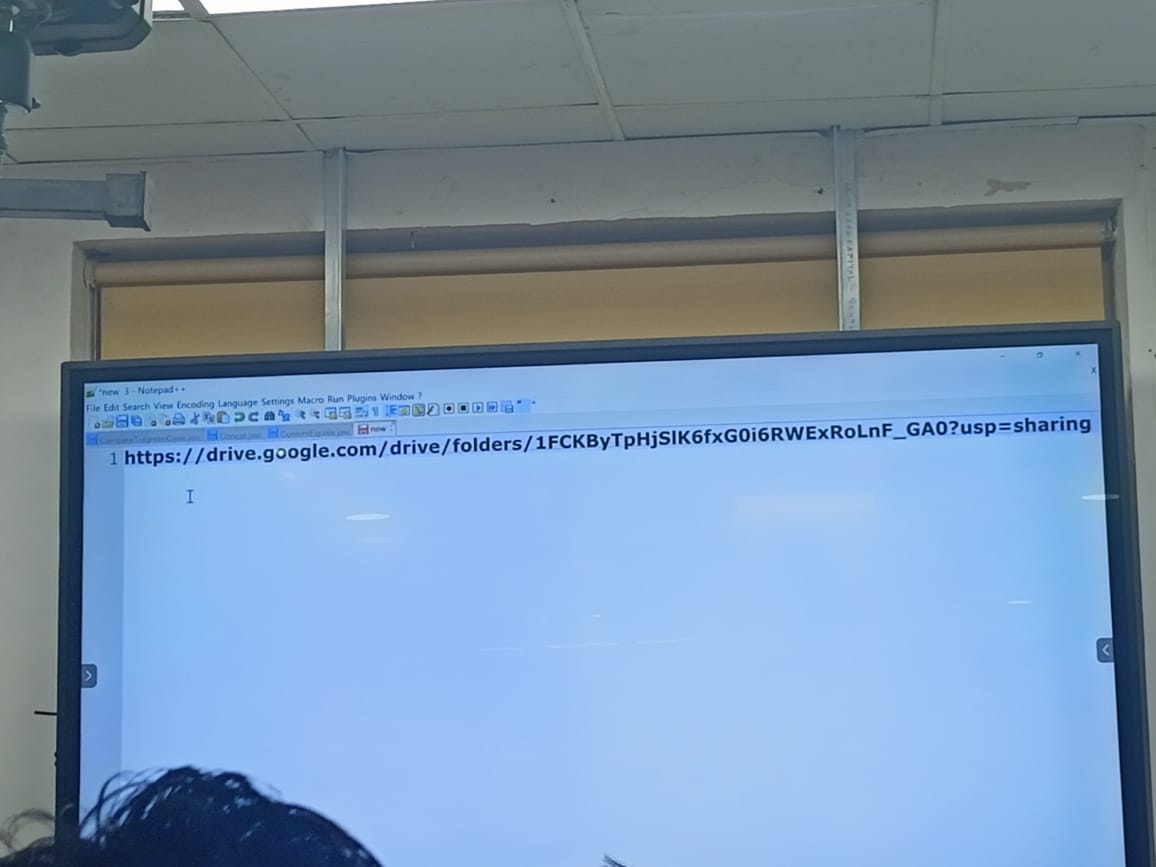 *new 3 - Notepad++
File Edit Search View Encoding Language Settings Macro Run Plugins Window ?
new
1 https://drive.google.com/drive/folders/1FCKByTpHjSlK6fxG0i6RWExRoLnF_GA0?usp=sharing